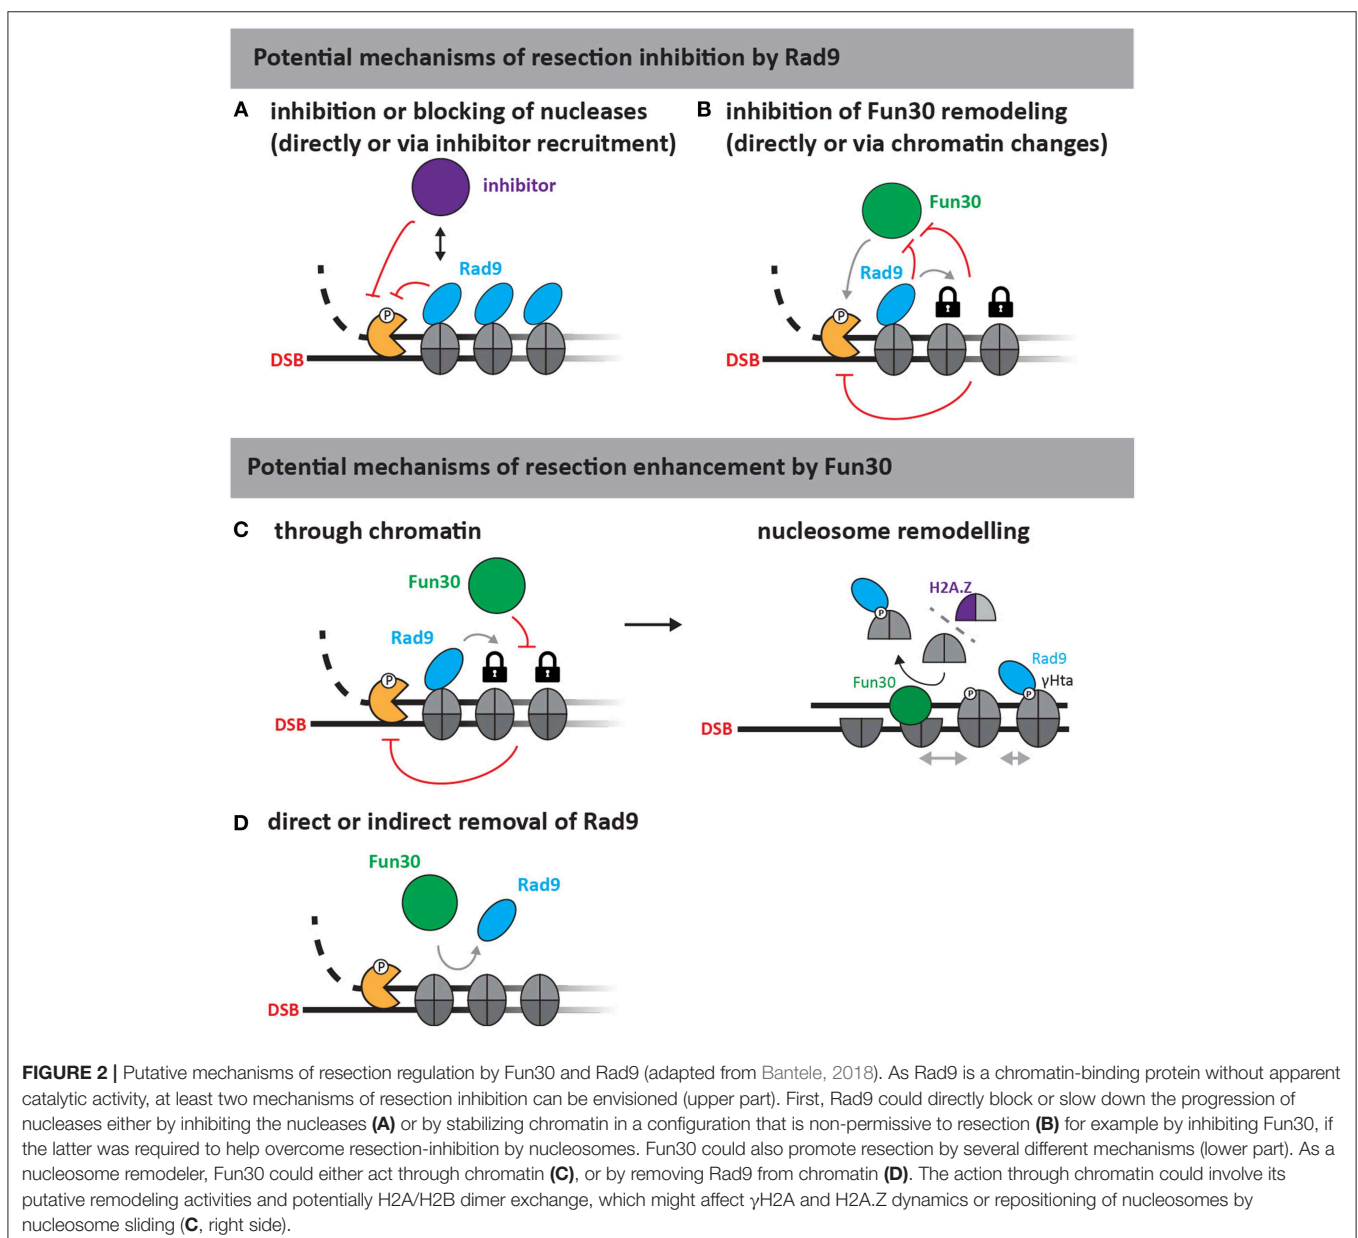 Potential mechanisms of resection inhibition by Rad9
A inhibition or blocking of nucleases
(directly or via inhibitor recruitment)
inhibitor
Rad9
P
DSB
B inhibition of Fun30 remodeling
(directly or via chromatin changes)
Fun30
Rad9
P
DSB
Potential mechanisms of resection enhancement by Fun30
C through chromatin
Fun30
Rad9
P
DSB
nucleosome remodelling
H2A.Z
P
Rad9
Fun30
γHta
P
P
DSB
D direct or indirect removal of Rad9
Fun30
Rad9
P
DSB
FIGURE 2 | Putative mechanisms of resection regulation by Fun30 and Rad9 (adapted from Bantele, 2018). As Rad9 is a chromatin-binding protein without apparent
catalytic activity, at least two mechanisms of resection inhibition can be envisioned (upper part). First, Rad9 could directly block or slow down the progression of
nucleases either by inhibiting the nucleases (A) or by stabilizing chromatin in a configuration that is non-permissive to resection (B) for example by inhibiting Fun30, if
the latter was required to help overcome resection-inhibition by nucleosomes. Fun30 could also promote resection by several different mechanisms (lower part). As a
nucleosome remodeler, Fun30 could either act through chromatin (C), or by removing Rad9 from chromatin (D). The action through chromatin could involve its
putative remodeling activities and potentially H2A/H2B dimer exchange, which might affect γH2A and H2A.Z dynamics or repositioning of nucleosomes by
nucleosome sliding (C, right side).